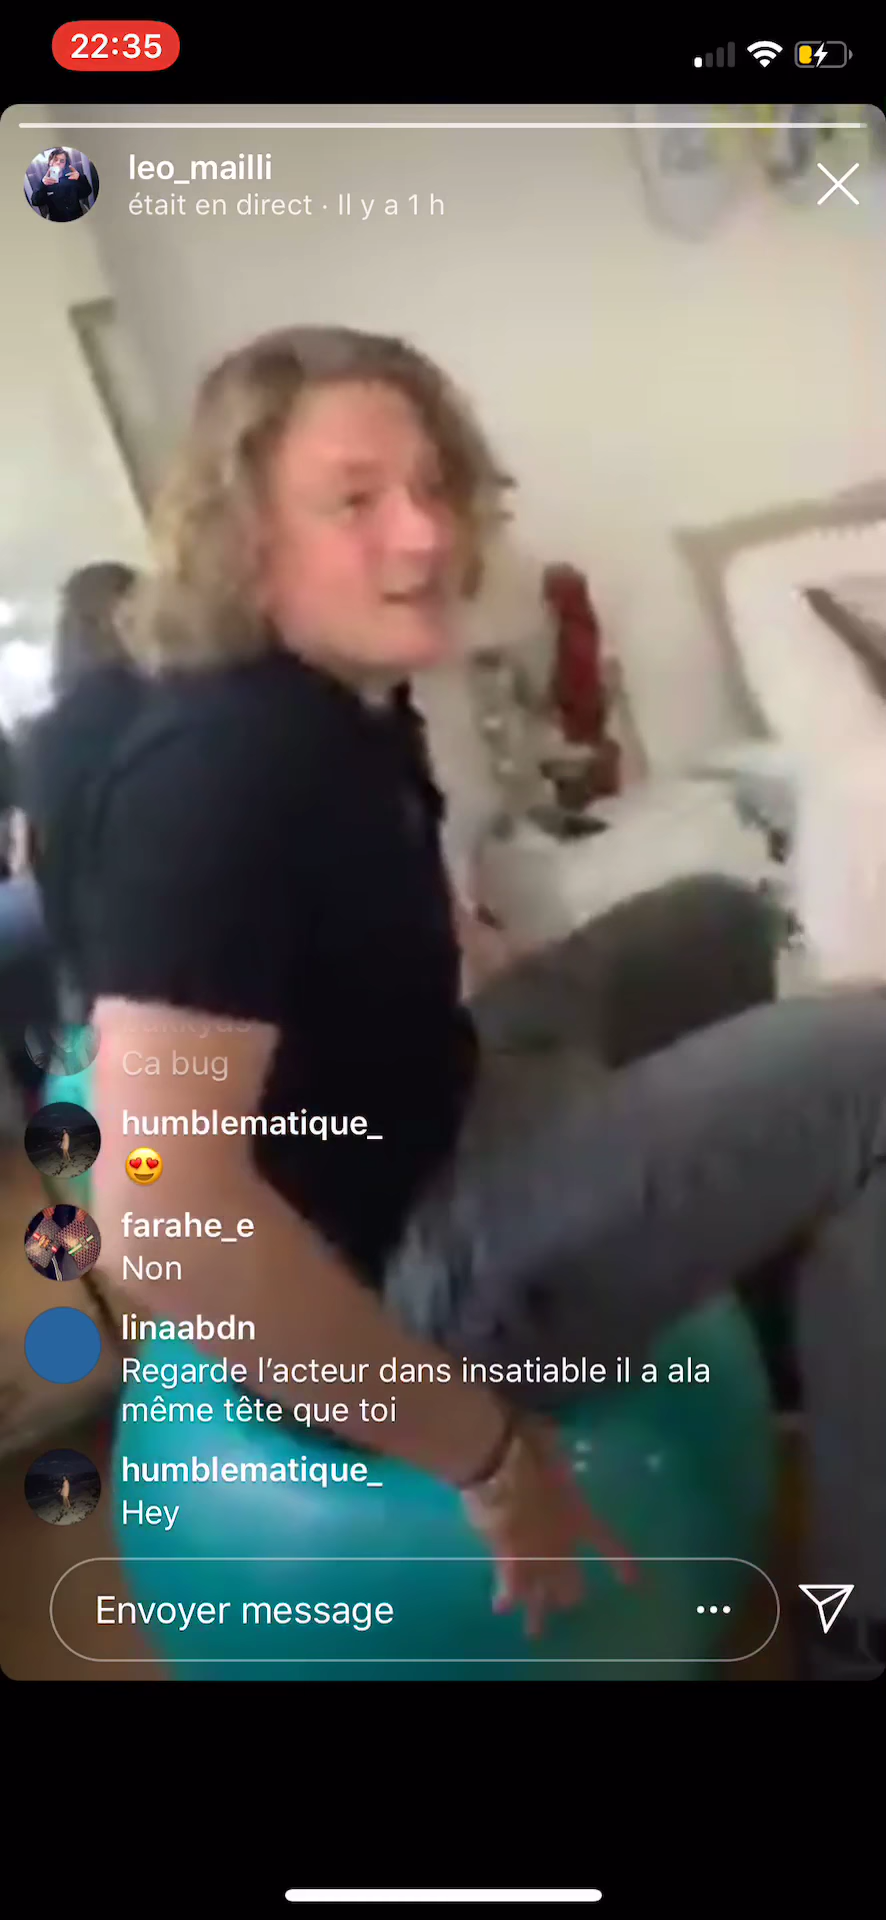 22:35
leo_mailli
était en direct · Il y a 1 h
Ca bug
humblematique_
😍
farahe_e
Non
linaabdn
Regarde l’acteur dans insatiable il a ala
même tête que toi
humblematique_
Hey
Envoyer message